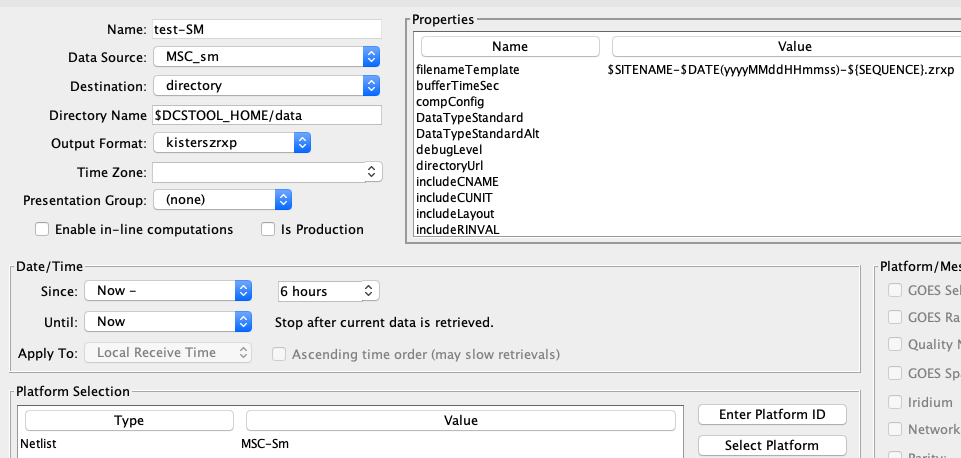 Name: test-SM
Data Source: MSC_sm
Destination: directory
Directory Name $DCSTOOL_HOME/data
Output Format: kisterszrxp
Time Zone:
Presentation Group: (none)
Enable in-line computations Is Production
Properties
Name Value
filenameTemplate $SITENAME-$DATE(yyyyMMddHHmmss)-${SEQUENCE}.zrxp
bufferTimeSec
compConfig
DataTypeStandard
DataTypeStandardAlt
debugLevel
directoryUrl
includeCNAME
includeCUNIT
includeLayout
includeRINVAL
Date/Time
Since: Now - 6 hours
Until: Now Stop after current data is retrieved.
Apply To: Local Receive Time Ascending time order (may slow retrievals)
Platform Selection
Type Value
Netlist MSC-Sm
Enter Platform ID
Select Platform
Platform/Mes
GOES Sel
GOES Ra
Quality N
GOES Spa
Iridium
Network
Parity: